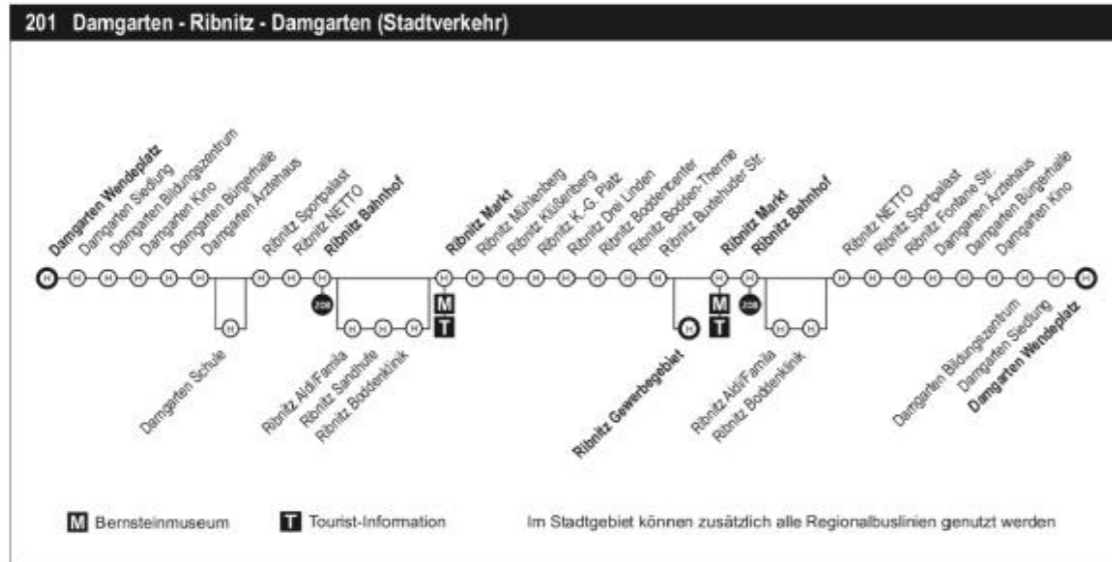 201 Damgarten - Ribnitz - Damgarten (Stadtverkehr)
Damgarten Wendeplatz
Damgarten Siedlung
Damgarten Bildungszentrum
Damgarten Kino
Damgarten Bürgerhalle
Damgarten Ärztehaus
Damgarten Schule
Ribnitz Sportpalast
Ribnitz NETTO
Ribnitz Bahnhof
ZOB
Ribnitz Aldi/Famila
Ribnitz Sandhufe
Ribnitz Boddenklinik
Ribnitz Markt
M
T
Ribnitz Mühlenberg
Ribnitz Klüßenberg
Ribnitz K.-G. Platz
Ribnitz Drei Linden
Ribnitz Boddencenter
Ribnitz Bodden-Therme
Ribnitz Buxtehuder Str.
Ribnitz Gewerbegebiet
Ribnitz Markt
M
T
Ribnitz Bahnhof
ZOB
Ribnitz Aldi/Famila
Ribnitz Boddenklinik
Ribnitz NETTO
Ribnitz Sportpalast
Ribnitz Fontane Str.
Damgarten Ärztehaus
Damgarten Bürgerhalle
Damgarten Kino
Damgarten Bildungszentrum
Damgarten Siedlung
Damgarten Wendeplatz
M Bernsteinmuseum
T Tourist-Information
Im Stadtgebiet können zusätzlich alle Regionalbuslinien genutzt werden